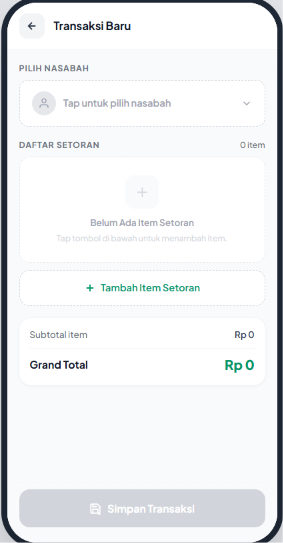 Transaksi Baru
PILIH NASABAH
Tap untuk pilih nasabah
DAFTAR SETORAN
0 item
Belum Ada Item Setoran
Tap tombol di bawah untuk menambah item.
Tambah Item Setoran
Subtotal item
Rp 0
Grand Total
Rp 0
Simpan Transaksi